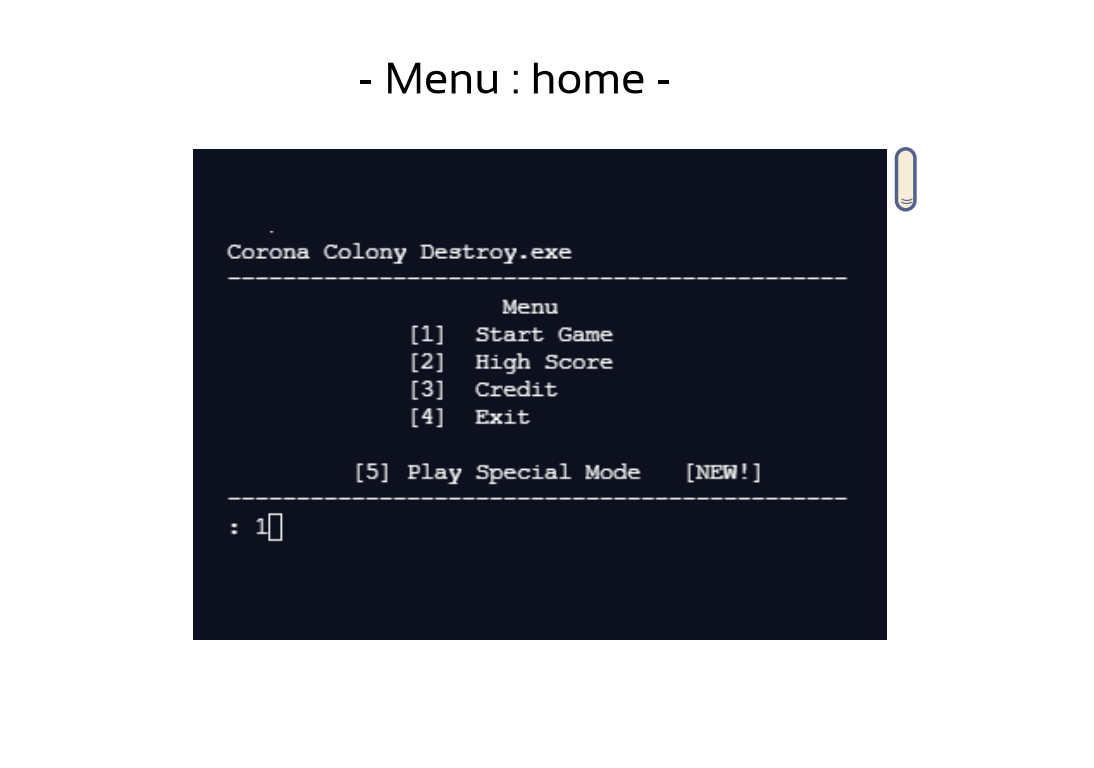 - Menu : home -
Corona Colony Destroy.exe
----------------------------------------------
Menu
[1] Start Game
[2] High Score
[3] Credit
[4] Exit
[5] Play Special Mode [NEW!]
----------------------------------------------
: 1